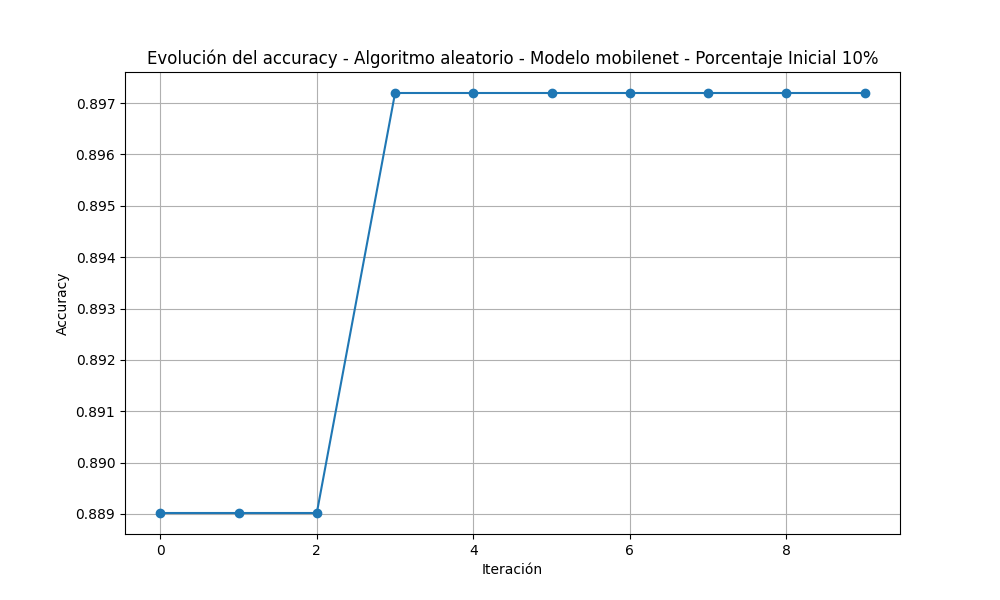 Evolución del accuracy - Algoritmo aleatorio - Modelo mobilenet - Porcentaje Inicial 10%
Accuracy
0.897
0.896
0.895
0.894
0.893
0.892
0.891
0.890
0.889
0 2 4 6 8
Iteración